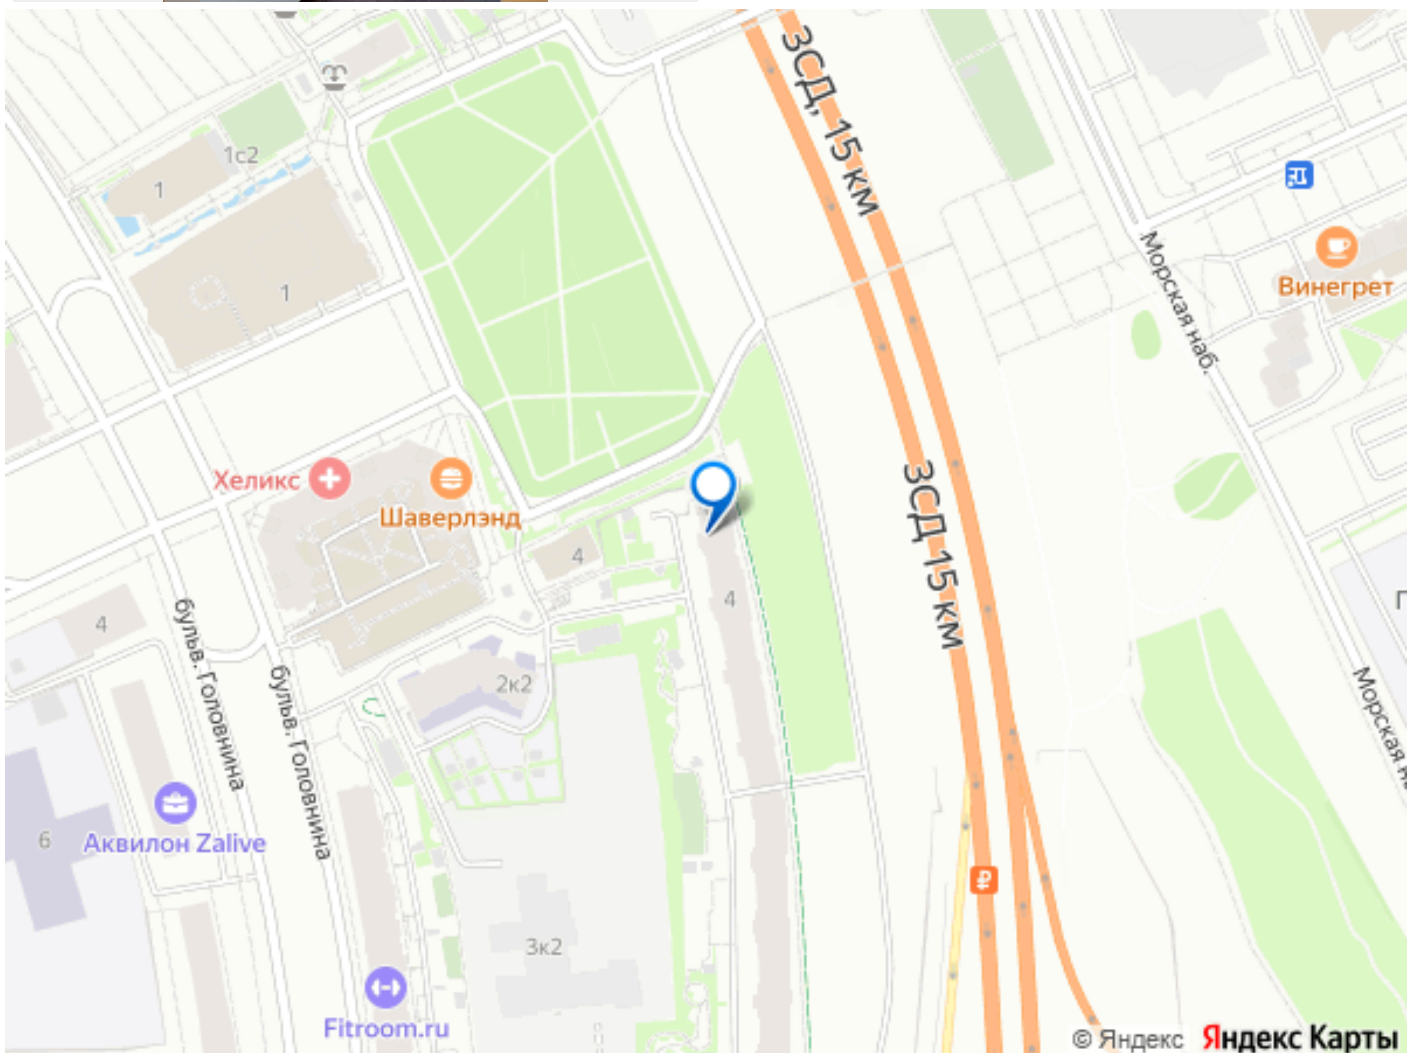 ЗСД, 15 км
1с2
1
1
Морская наб.
Винегрет
Хеликс
Шаверлэнд
ЗСД 15 км
4
4
4
бульв. Головнина
бульв. Головнина
2к2
Морская н
6
Аквилон Zalive
₽
3к2
Fitroom.ru
© Яндекс Яндекс Карты